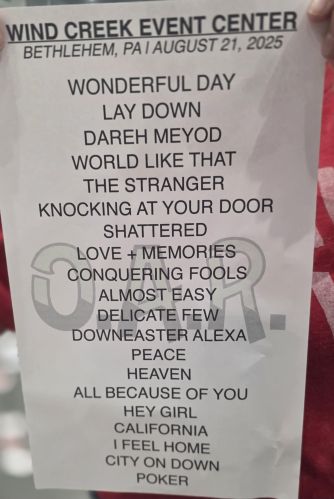 WIND CREEK EVENT CENTER
BETHLEHEM, PA | AUGUST 21, 2025
WONDERFUL DAY
LAY DOWN
DAREH MEYOD
WORLD LIKE THAT
THE STRANGER
KNOCKING AT YOUR DOOR
SHATTERED
LOVE + MEMORIES
CONQUERING FOOLS
ALMOST EASY
DELICATE FEW
DOWNEASTER ALEXA
PEACE
HEAVEN
ALL BECAUSE OF YOU
HEY GIRL
CALIFORNIA
I FEEL HOME
CITY ON DOWN
POKER
O.A.R.